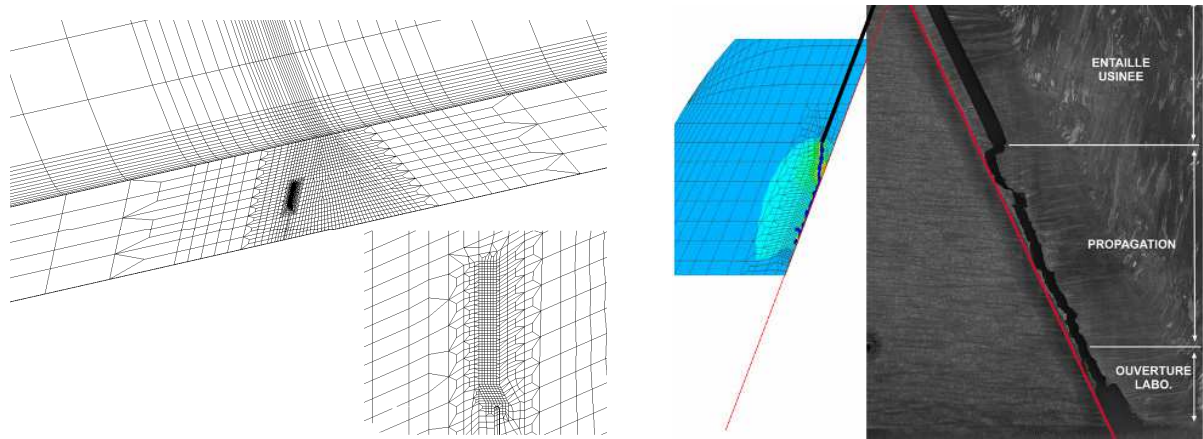 ENTAILLE
USINEE
PROPAGATION
OUVERTURE
LABO.